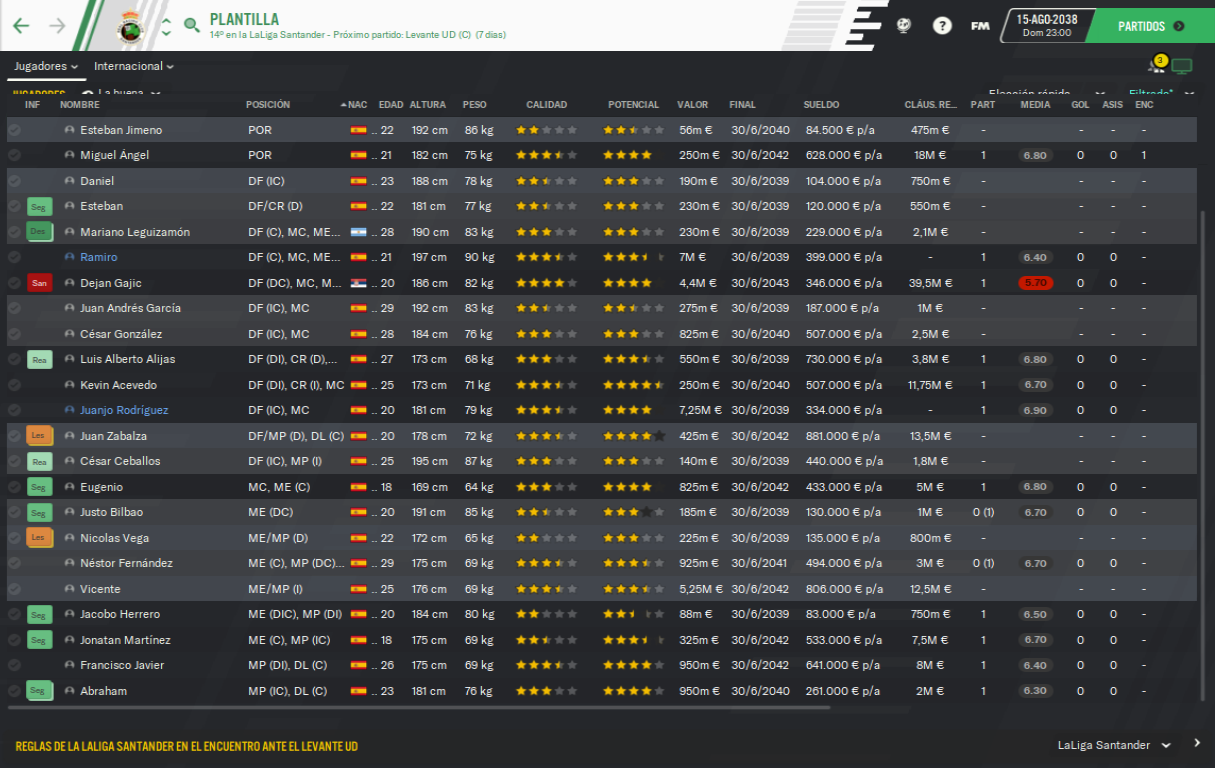 PLANTILLA
14º en la LaLiga Santander - Próximo partido: Levante UD (C) (7 días)
?
FM
15-AGO-2038
Dom 23:00
PARTIDOS
Jugadores Internacional
3
JUGADORES La buena Elección rápida Filtrado*
INF NOMBRE POSICIÓN NAC EDAD ALTURA PESO CALIDAD POTENCIAL VALOR FINAL SUELDO CLÁUS. RE... PART MEDIA GOL ASIS ENC
Esteban Jimeno POR .. 22 192 cm 86 kg 56m € 30/6/2040 84.500 € p/a 475m € - - - -
Miguel Ángel POR .. 21 182 cm 75 kg 250m € 30/6/2042 628.000 € p/a 18M € 1 6.80 0 0 1
Daniel DF (IC) .. 23 188 cm 78 kg 190m € 30/6/2039 104.000 € p/a 750m € - - - -
Seg Esteban DF/CR (D) .. 22 181 cm 77 kg 230m € 30/6/2039 120.000 € p/a 550m € - - - -
Des Mariano Leguizamón DF (C), MC, ME... .. 28 190 cm 83 kg 230m € 30/6/2039 229.000 € p/a 2,1M € - - - -
Ramiro DF (C), MC, ME... .. 21 197 cm 90 kg 7M € 30/6/2039 399.000 € p/a - 1 6.40 0 0 -
San Dejan Gajic DF (DC), MC, M... .. 20 186 cm 82 kg 4,4M € 30/6/2043 346.000 € p/a 39,5M € 1 5.70 0 0 -
Juan Andrés García DF (IC), MC .. 29 192 cm 83 kg 275m € 30/6/2039 187.000 € p/a 1M € - - - -
César González DF (IC), MC .. 28 184 cm 76 kg 825m € 30/6/2040 507.000 € p/a 2,5M € - - - -
Rea Luis Alberto Alijas DF (DI), CR (D),... .. 27 173 cm 68 kg 550m € 30/6/2039 730.000 € p/a 3,8M € 1 6.80 0 0 -
Kevin Acevedo DF (DI), CR (I), MC .. 25 173 cm 71 kg 250m € 30/6/2040 507.000 € p/a 11,75M € 1 6.70 0 0 -
Juanjo Rodríguez DF (IC), MC .. 20 181 cm 79 kg 7,25M € 30/6/2039 334.000 € p/a - 1 6.90 0 0 -
Les Juan Zabalza DF/MP (D), DL (C) .. 20 178 cm 72 kg 425m € 30/6/2042 881.000 € p/a 13,5M € - - - -
Rea César Ceballos DF (IC), MP (I) .. 25 195 cm 87 kg 140m € 30/6/2039 440.000 € p/a 1,8M € - - - -
Seg Eugenio MC, ME (C) .. 18 169 cm 64 kg 825m € 30/6/2042 433.000 € p/a 5M € 1 6.80 0 0 -
Seg Justo Bilbao ME (DC) .. 20 191 cm 85 kg 185m € 30/6/2039 130.000 € p/a 1M € 0 (1) 6.70 0 0 -
Les Nicolas Vega ME/MP (D) .. 22 172 cm 65 kg 225m € 30/6/2039 135.000 € p/a 800m € - - - -
Néstor Fernández ME (C), MP (DC)... .. 29 175 cm 69 kg 925m € 30/6/2041 494.000 € p/a 3M € 0 (1) 6.70 0 0 -
Vicente ME/MP (I) .. 25 176 cm 69 kg 5,25M € 30/6/2042 806.000 € p/a 12,5M € - - - -
Seg Jacobo Herrero ME (DIC), MP (DI) .. 20 184 cm 80 kg 88m € 30/6/2039 83.000 € p/a 750m € 1 6.50 0 0 -
Seg Jonatan Martínez ME (C), MP (IC) .. 18 175 cm 69 kg 325m € 30/6/2042 533.000 € p/a 7,5M € 1 6.70 0 0 -
Francisco Javier MP (DI), DL (C) .. 26 175 cm 69 kg 950m € 30/6/2042 641.000 € p/a 8M € 1 6.40 0 0 -
Seg Abraham MP (IC), DL (C) .. 23 181 cm 76 kg 950m € 30/6/2040 261.000 € p/a 2M € 1 6.30 0 0 -
REGLAS DE LA LALIGA SANTANDER EN EL ENCUENTRO ANTE EL LEVANTE UD
LaLiga Santander